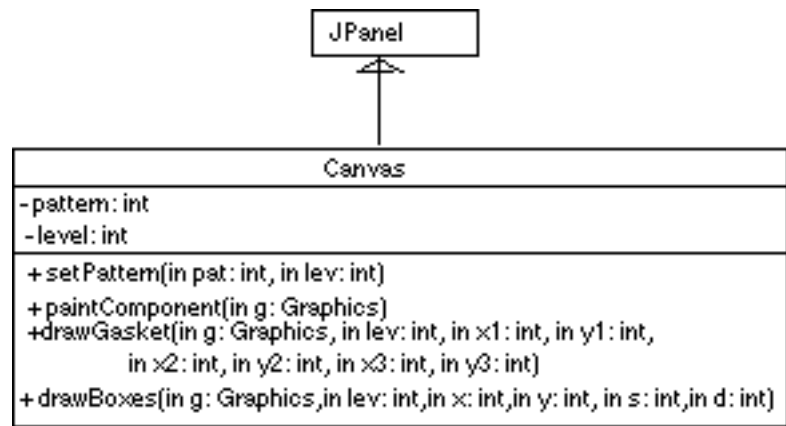 JPanel
Canvas
-pattern: int
-level: int
+setPattern(in pat: int, in lev: int)
+paintComponent(in g: Graphics)
+drawGasket(in g: Graphics, in lev: int, in x1: int, in y1: int,
in x2: int, in y2: int, in x3: int, in y3: int)
+drawBoxes(in g: Graphics,in lev: int,in x: int,in y: int, in s: int,in d: int)